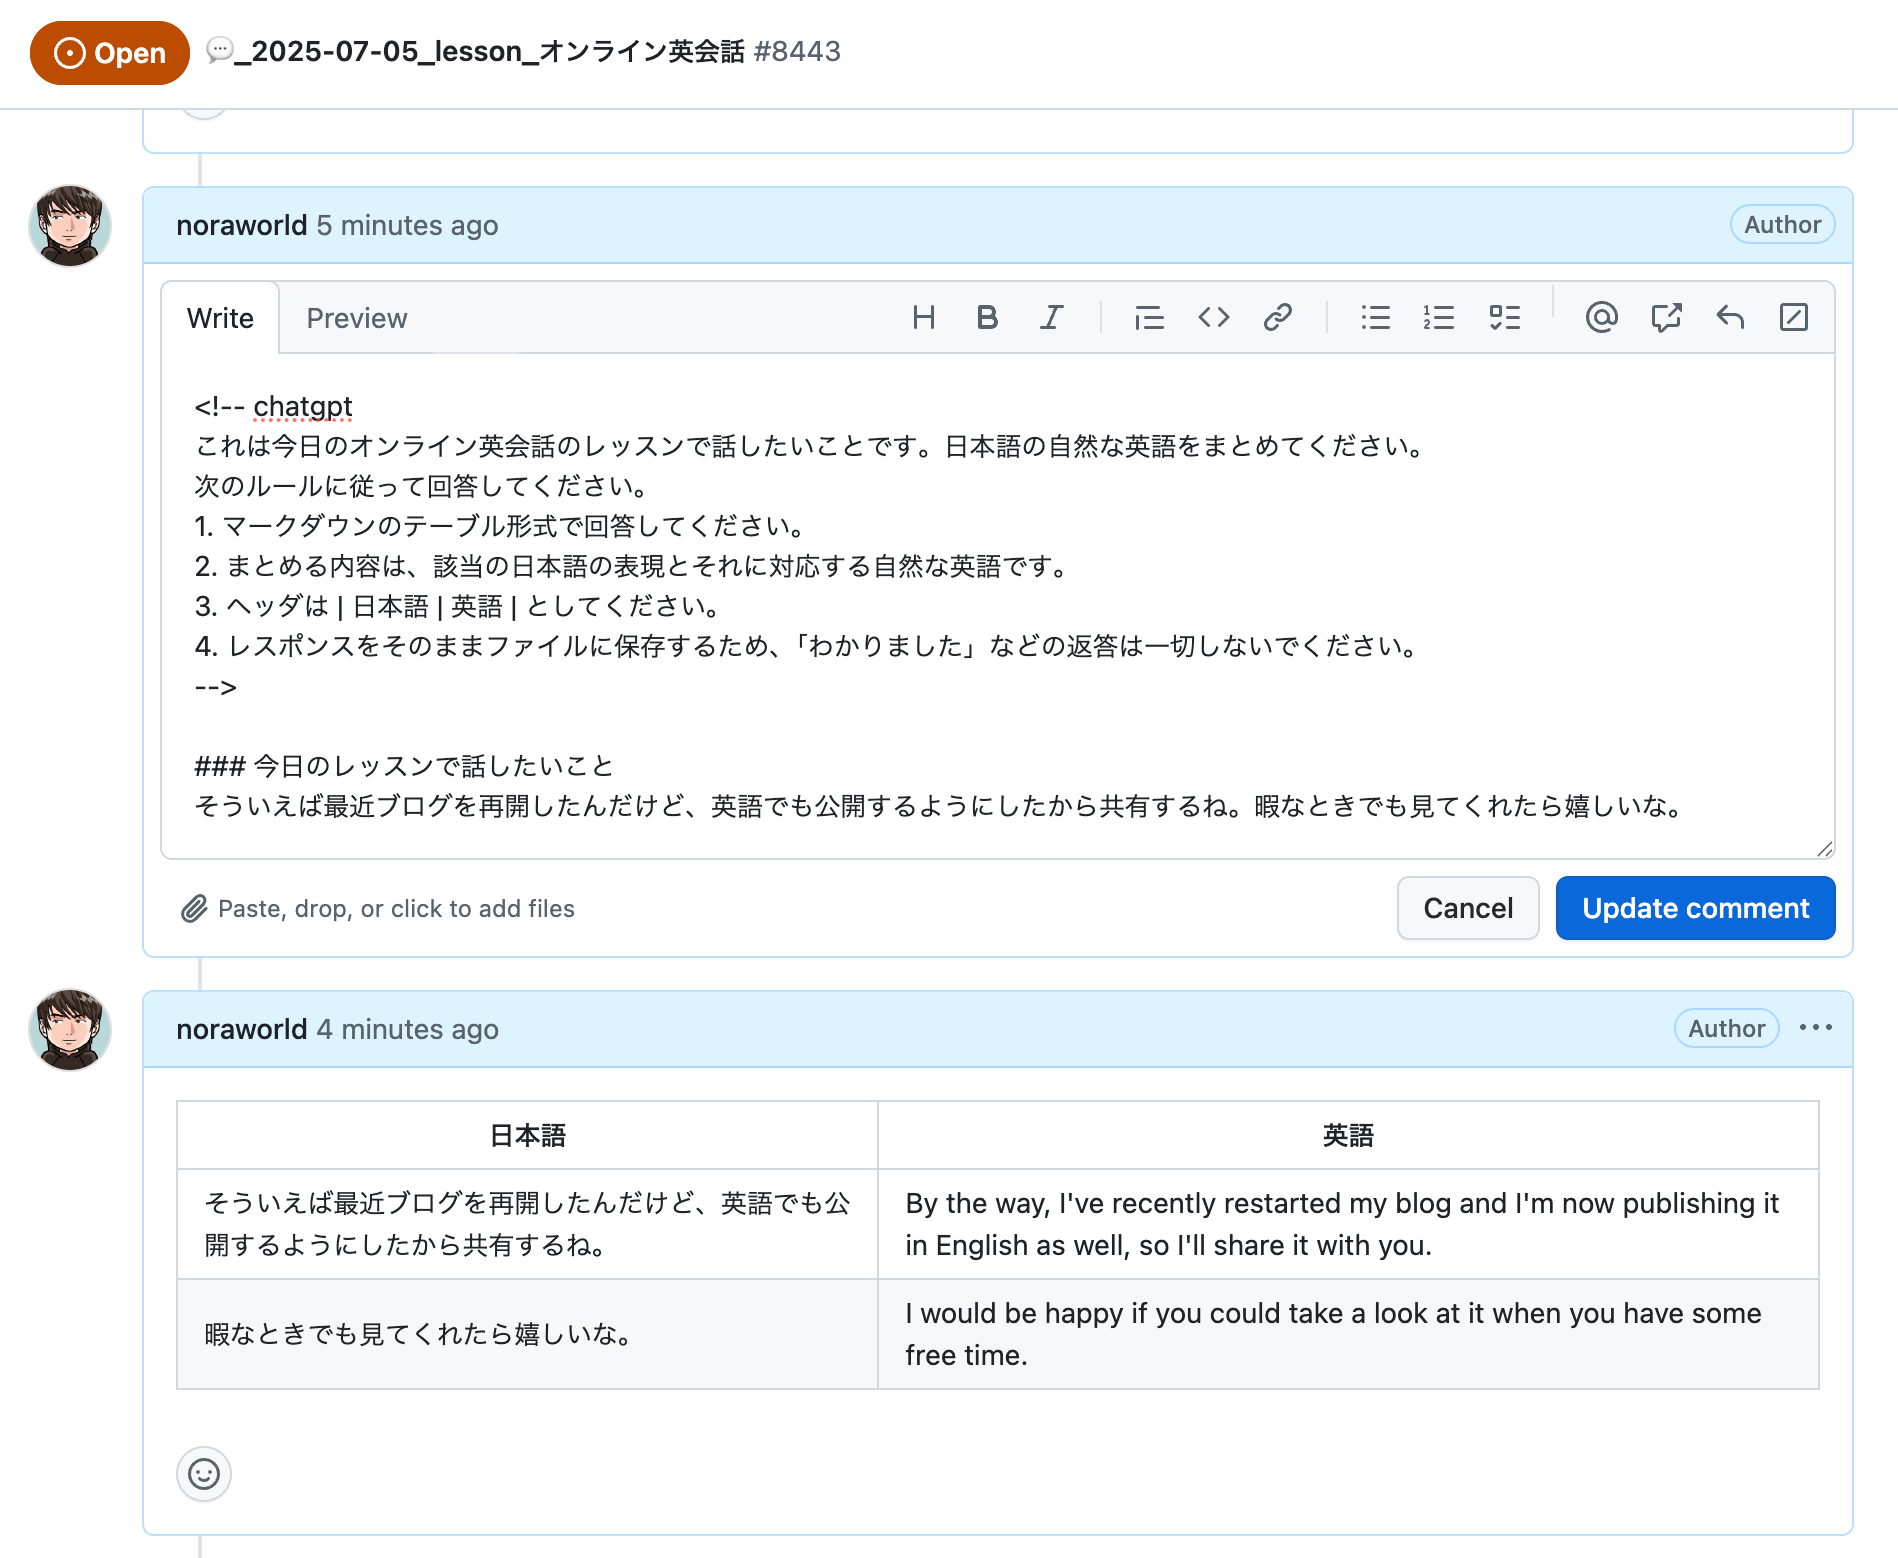 Open
💬_2025-07-05_lesson_オンライン英会話 #8443
noraworld 5 minutes ago
Author
Write
Preview
<!-- chatgpt
これは今日のオンライン英会話のレッスンで話したいことです。日本語の自然な英語をまとめてください。
次のルールに従って回答してください。
1. マークダウンのテーブル形式で回答してください。
2. まとめる内容は、該当の日本語の表現とそれに対応する自然な英語です。
3. ヘッダは | 日本語 | 英語 | としてください。
4. レスポンスをそのままファイルに保存するため、「わかりました」などの返答は一切しないでください。
-->
### 今日のレッスンで話したいこと
そういえば最近ブログを再開したんだけど、英語でも公開するようにしたから共有するね。暇なときでも見てくれたら嬉しいな。
Paste, drop, or click to add files
Cancel
Update comment
noraworld 4 minutes ago
Author
日本語
英語
そういえば最近ブログを再開したんだけど、英語でも公
開するようにしたから共有するね。
By the way, I've recently restarted my blog and I'm now publishing it
in English as well, so I'll share it with you.
暇なときでも見てくれたら嬉しいな。
I would be happy if you could take a look at it when you have some
free time.